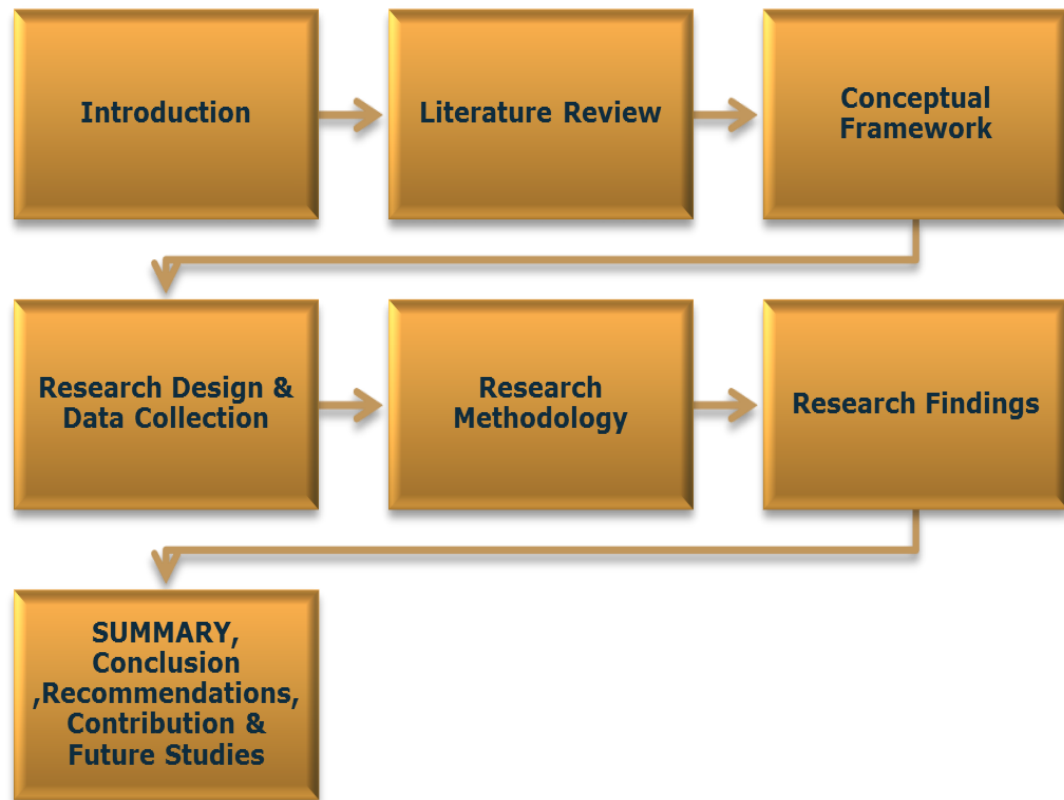 Introduction
Literature Review
Conceptual
Framework
Research Design &
Data Collection
Research
Methodology
Research Findings
SUMMARY,
Conclusion
,Recommendations,
Contribution &
Future Studies